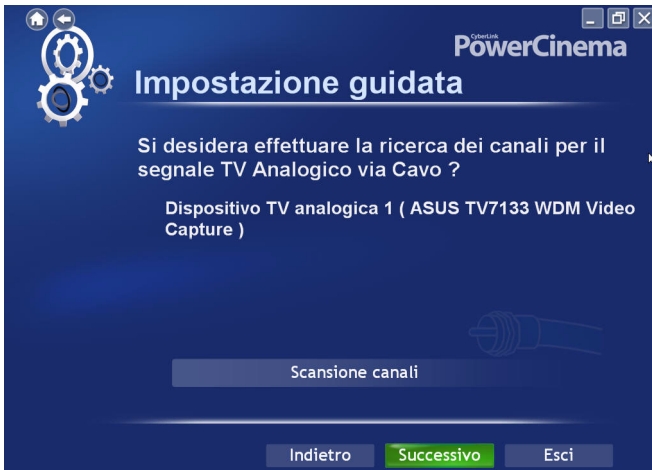 CyberLink
PowerCinema
Impostazione guidata
Si desidera effettuare la ricerca dei canali per il
segnale TV Analogico via Cavo ?
Dispositivo TV analogica 1 ( ASUS TV7133 WDM Video
Capture )
Scansione canali
Indietro Successivo Esci